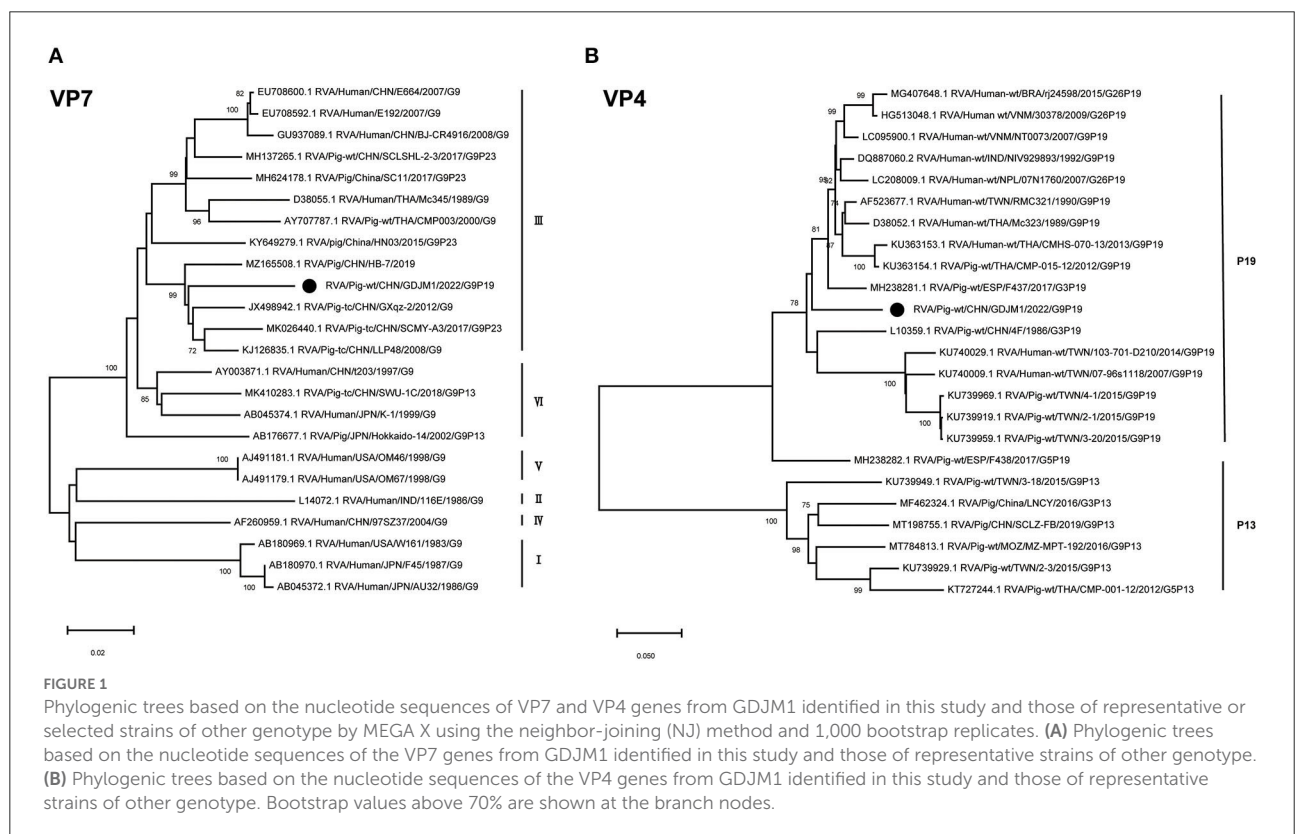 A
VP7
82
EU708600.1 RVA/Human/CHN/E664/2007/G9
100
EU708592.1 RVA/Human/E192/2007/G9
GU937089.1 RVA/Human/CHN/BJ-CR4916/2008/G9
MH137265.1 RVA/Pig-wt/CHN/SCLSHL-2-3/2017/G9P23
99
MH624178.1 RVA/Pig/China/SC11/2017/G9P23
D38055.1 RVA/Human/THA/Mc345/1989/G9
96
AY707787.1 RVA/Pig-wt/THA/CMP003/2000/G9
III
KY649279.1 RVA/pig/China/HN03/2015/G9P23
MZ165508.1 RVA/Pig/CHN/HB-7/2019
99
RVA/Pig-wt/CHN/GDJM1/2022/G9P19
JX498942.1 RVA/Pig-tc/CHN/GXqz-2/2012/G9
MK026440.1 RVA/Pig-tc/CHN/SCMY-A3/2017/G9P23
72
KJ126835.1 RVA/Pig-tc/CHN/LLP48/2008/G9
100
AY003871.1 RVA/Human/CHN/t203/1997/G9
MK410283.1 RVA/Pig-tc/CHN/SWU-1C/2018/G9P13
VI
85
AB045374.1 RVA/Human/JPN/K-1/1999/G9
AB176677.1 RVA/Pig/JPN/Hokkaido-14/2002/G9P13
100
AJ491181.1 RVA/Human/USA/OM46/1998/G9
V
AJ491179.1 RVA/Human/USA/OM67/1998/G9
L14072.1 RVA/Human/IND/116E/1986/G9
II
AF260959.1 RVA/Human/CHN/97SZ37/2004/G9
IV
AB180969.1 RVA/Human/USA/W161/1983/G9
100
AB180970.1 RVA/Human/JPN/F45/1987/G9
I
100
AB045372.1 RVA/Human/JPN/AU32/1986/G9
0.02
B
VP4
99
MG407648.1 RVA/Human-wt/BRA/rj24598/2015/G26P19
99
HG513048.1 RVA/Human wt/VNM/30378/2009/G26P19
LC095900.1 RVA/Human-wt/VNM/NT0073/2007/G9P19
DQ887060.2 RVA/Human-wt/IND/NIV929893/1992/G9P19
92
LC208009.1 RVA/Human-wt/NPL/07N1760/2007/G26P19
74
AF523677.1 RVA/Human-wt/TWN/RMC321/1990/G9P19
D38052.1 RVA/Human-wt/THA/Mc323/1989/G9P19
81
KU363153.1 RVA/Human-wt/THA/CMHS-070-13/2013/G9P19
100
KU363154.1 RVA/Pig-wt/THA/CMP-015-12/2012/G9P19
P19
MH238281.1 RVA/Pig-wt/ESP/F437/2017/G3P19
78
RVA/Pig-wt/CHN/GDJM1/2022/G9P19
L10359.1 RVA/Pig-wt/CHN/4F/1986/G3P19
KU740029.1 RVA/Human-wt/TWN/103-701-D210/2014/G9P19
100
KU740009.1 RVA/Human-wt/TWN/07-96s1118/2007/G9P19
KU739969.1 RVA/Pig-wt/TWN/4-1/2015/G9P19
100
KU739919.1 RVA/Pig-wt/TWN/2-1/2015/G9P19
KU739959.1 RVA/Pig-wt/TWN/3-20/2015/G9P19
MH238282.1 RVA/Pig-wt/ESP/F438/2017/G5P19
KU739949.1 RVA/Pig-wt/TWN/3-18/2015/G9P13
75
MF462324.1 RVA/Pig/China/LNCY/2016/G3P13
100
MT198755.1 RVA/Pig/CHN/SCLZ-FB/2019/G9P13
P13
98
MT784813.1 RVA/Pig-wt/MOZ/MZ-MPT-192/2016/G9P13
KU739929.1 RVA/Pig-wt/TWN/2-3/2015/G9P13
99
KT727244.1 RVA/Pig-wt/THA/CMP-001-12/2012/G5P13
0.050
FIGURE 1
Phylogenic trees based on the nucleotide sequences of VP7 and VP4 genes from GDJM1 identified in this study and those of representative or
selected strains of other genotype by MEGA X using the neighbor-joining (NJ) method and 1,000 bootstrap replicates. (A) Phylogenic trees
based on the nucleotide sequences of the VP7 genes from GDJM1 identified in this study and those of representative strains of other genotype.
(B) Phylogenic trees based on the nucleotide sequences of the VP4 genes from GDJM1 identified in this study and those of representative
strains of other genotype. Bootstrap values above 70% are shown at the branch nodes.